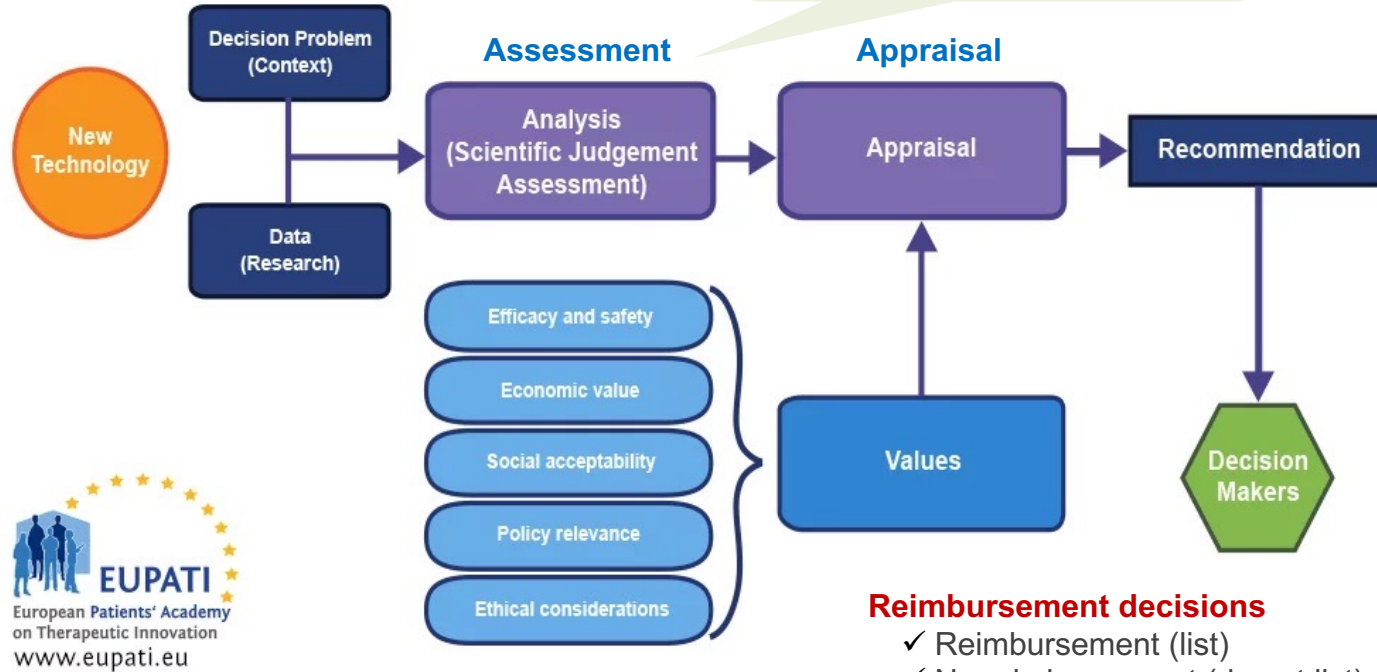 Decision Problem
(Context)
Assessment
Appraisal
New
Technology
Analysis
(Scientific Judgement
Assessment)
Appraisal
Recommendation
Data
(Research)
Efficacy and safety
Economic value
Social acceptability
Policy relevance
Ethical considerations
Values
Decision
Makers
EUPATI
European Patients' Academy
on Therapeutic Innovation
www.eupati.eu
Reimbursement decisions
✓ Reimbursement (list)